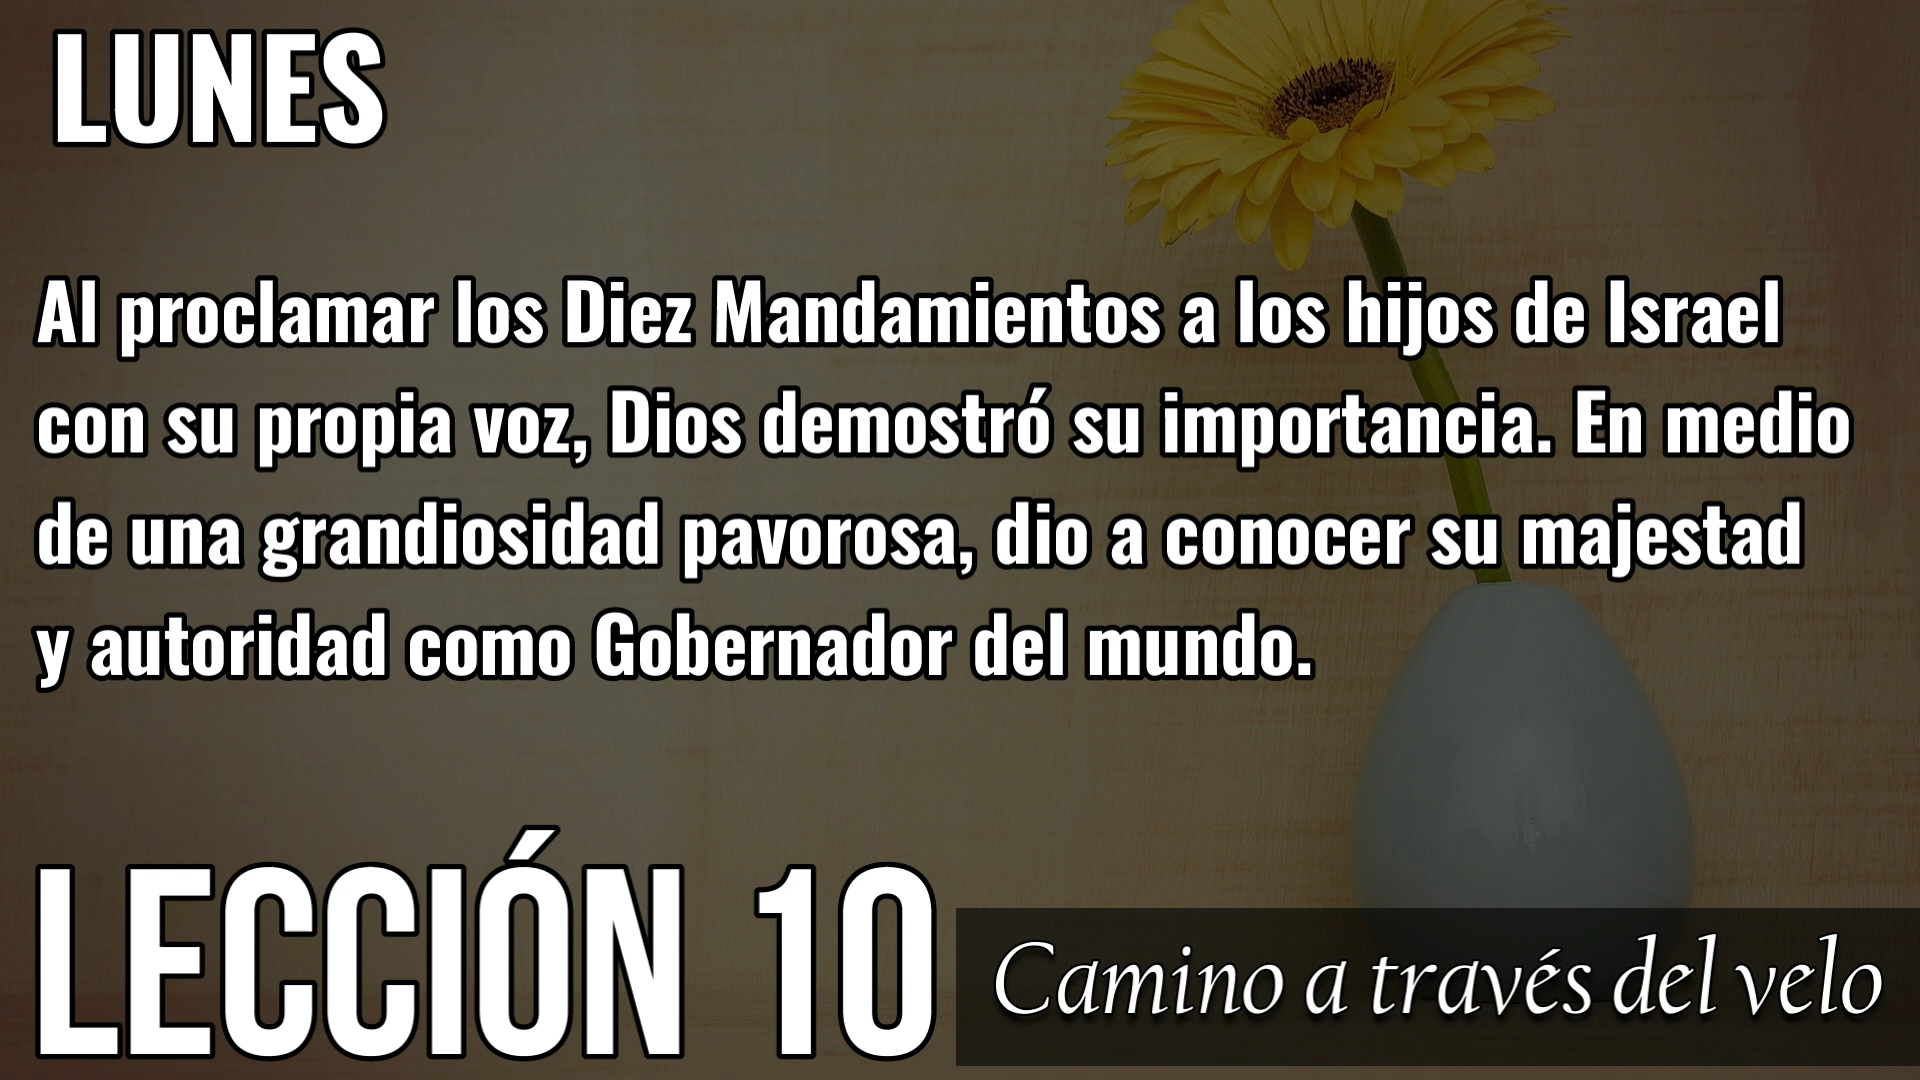 LUNES
Al proclamar los Diez Mandamientos a los hijos de Israel
con su propia voz, Dios demostró su importancia. En medio
de una grandiosidad pavorosa, dio a conocer su majestad
y autoridad como Gobernador del mundo.
LECCIÓN 10
Camino a través del velo